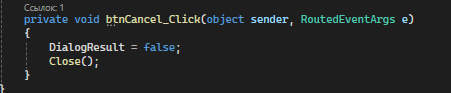 Ссылок: 1
private void btnCancel_Click(object sender, RoutedEventArgs e)
{
DialogResult = false;
Close();
}
}